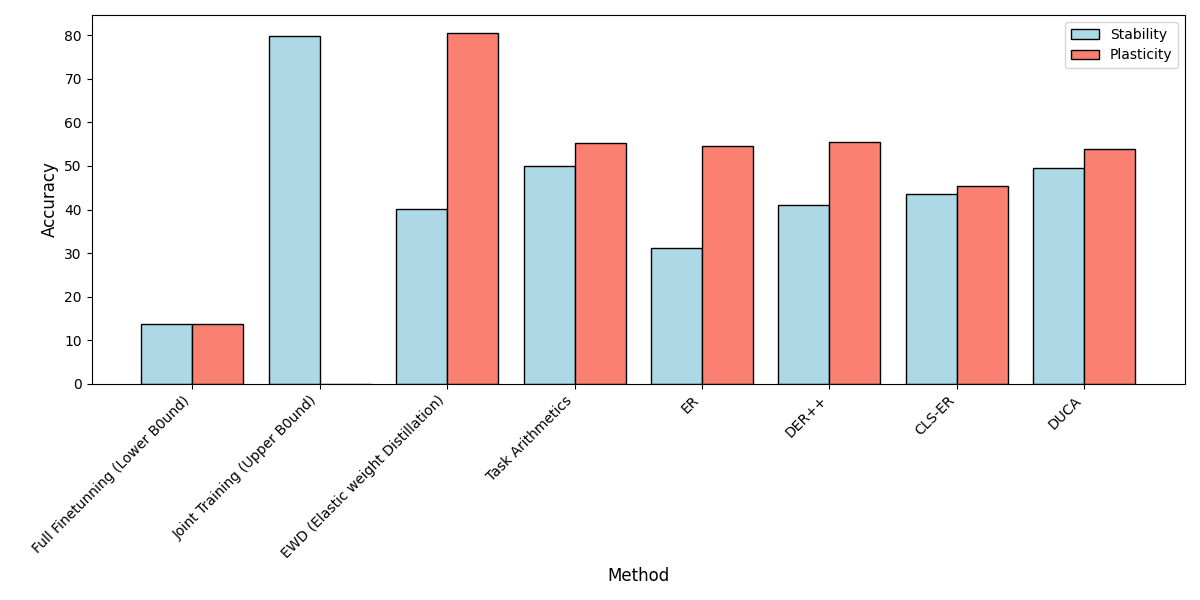 Stability
Plasticity
Accuracy
80
70
60
50
40
30
20
10
0
Full Finetunning (Lower B0und)
Joint Training (Upper B0und)
EWD (Elastic weight Distillation)
Task Arithmetics
ER
DER++
CLS-ER
DUCA
Method